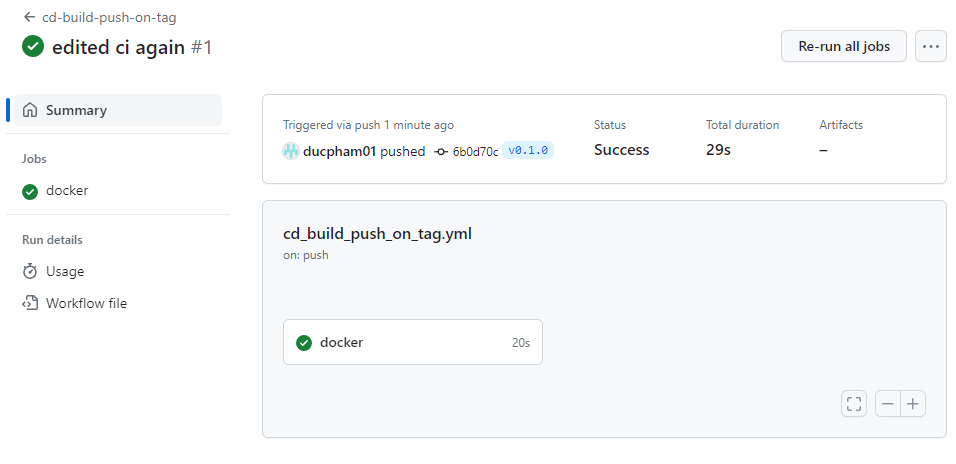 cd-build-push-on-tag
edited ci again #1
Re-run all jobs
Summary
Jobs
docker
Run details
Usage
Workflow file
Triggered via push 1 minute ago
ducpham01 pushed 6b0d70c v0.1.0
Status
Success
Total duration
29s
Artifacts
–
cd_build_push_on_tag.yml
on: push
docker 20s